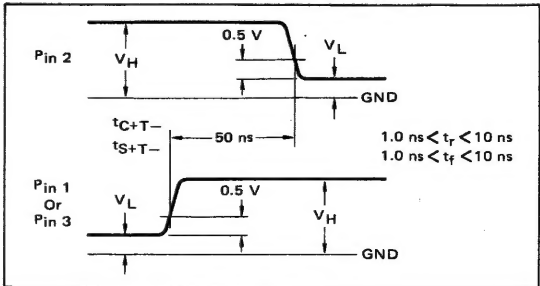 0.5 V
Pin 2
VH
VL
GND
tC+T−
tS+T−
50 ns
1.0 ns < tr < 10 ns
1.0 ns < tf < 10 ns
Pin 1
Or
Pin 3
VL
0.5 V
VH
GND